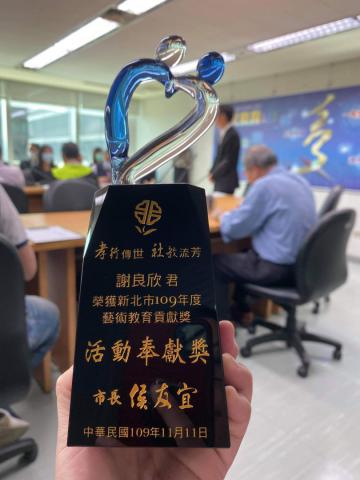 孝行傳世 社教流芳
謝良欣 君
榮獲新北市109年度
藝術教育貢獻獎
活動奉獻獎
市長 侯友宜
中華民國109年11月11日